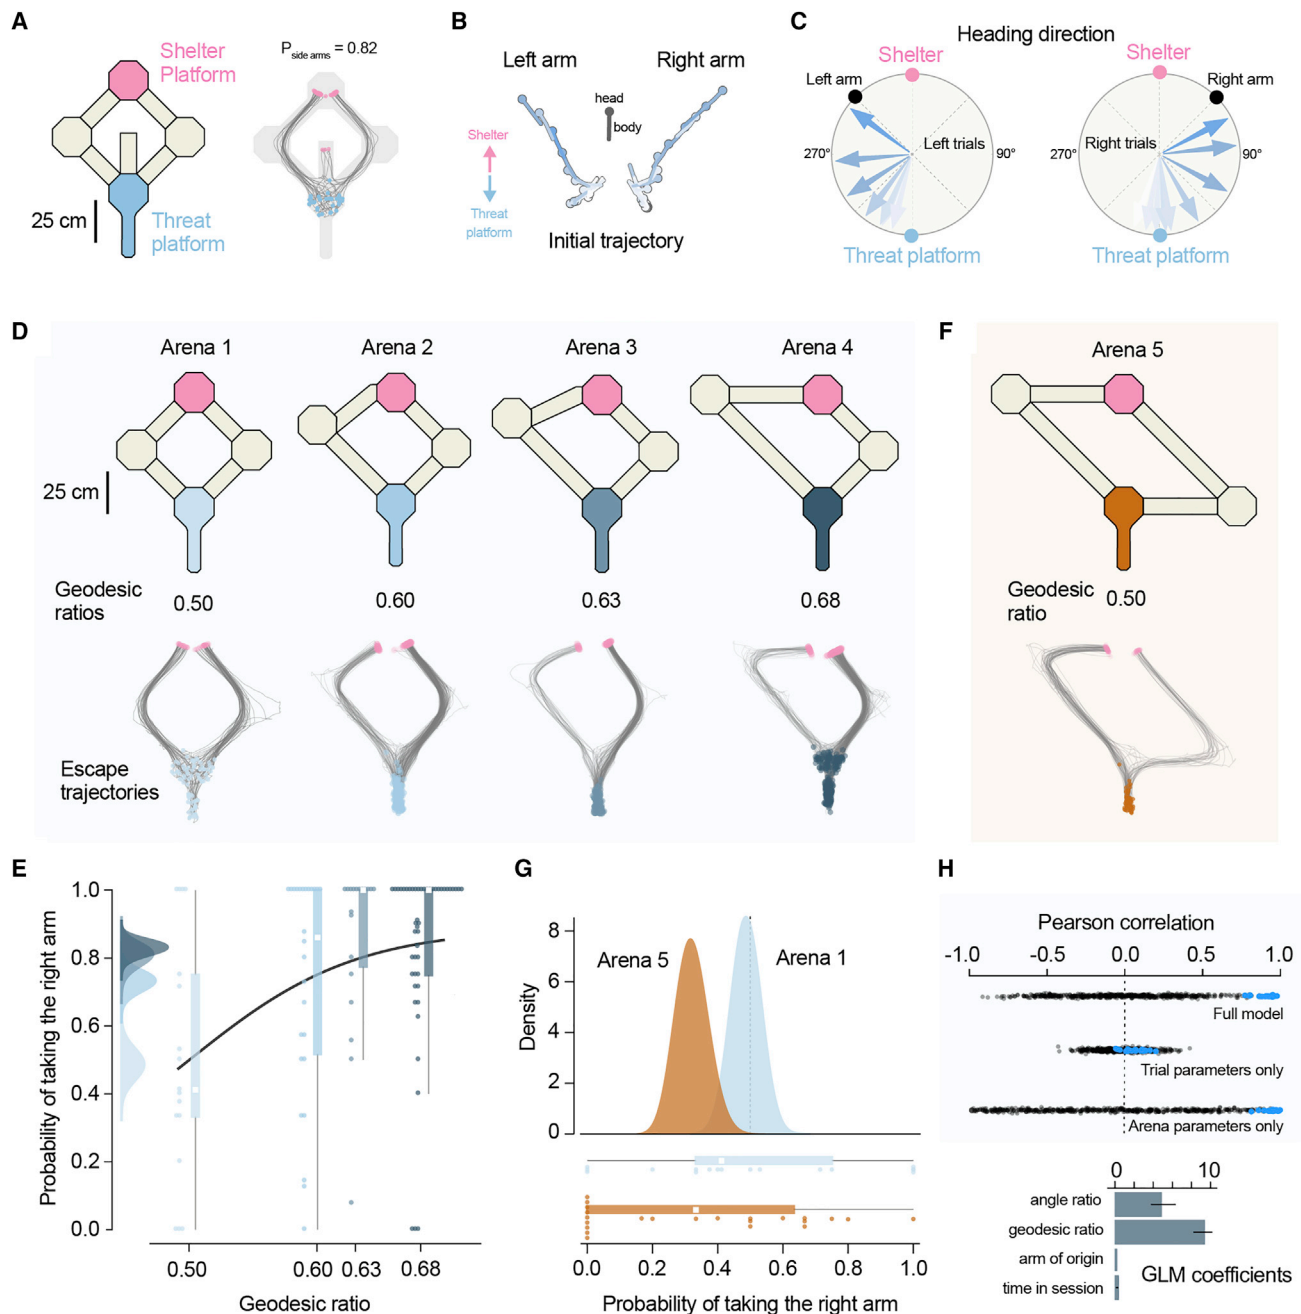 A
Shelter
Platform
P side arms = 0.82
25 cm
Threat
platform
B
Left arm
Right arm
head
body
Shelter
Threat
platform
Initial trajectory
C
Heading direction
Shelter
Left arm
Left trials
270°
90°
Threat platform
Shelter
Right arm
Right trials
270°
90°
Threat platform
D
Arena 1
Arena 2
Arena 3
Arena 4
25 cm
Geodesic
ratios
0.50
0.60
0.63
0.68
Escape
trajectories
F
Arena 5
Geodesic
ratio
0.50
E
Probability of taking the right arm
1.0
0.8
0.6
0.4
0.2
0.0
0.50
0.60
0.63
0.68
Geodesic ratio
G
Density
8
6
4
2
0
Arena 5
Arena 1
0.0
0.2
0.4
0.6
0.8
1.0
Probability of taking the right arm
H
Pearson correlation
-1.0
-0.5
0.0
0.5
1.0
Full model
Trial parameters only
Arena parameters only
0
10
angle ratio
geodesic ratio
arm of origin
time in session
GLM coefficients